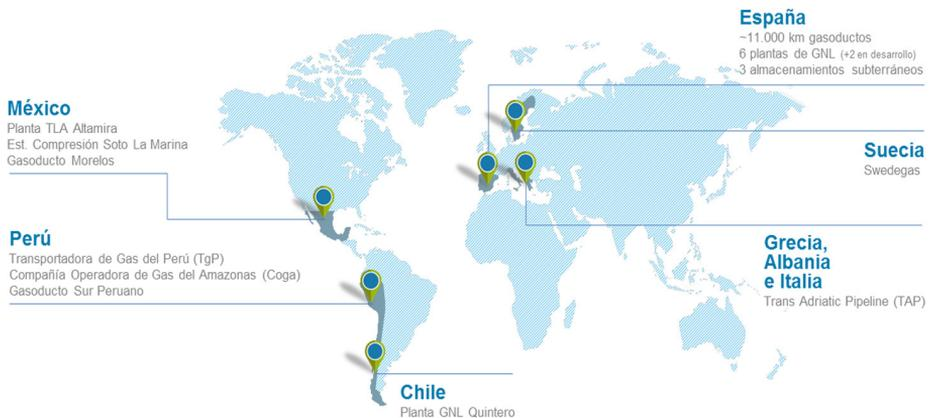 España
~11.000 km gasoductos
6 plantas de GNL (+2 en desarrollo)
3 almacenamientos subterráneos
México
Planta TLA Altamira
Est. Compresión Soto La Marina
Gasoducto Morelos
Suecia
Swedegas
Perú
Transportadora de Gas del Perú (TgP)
Compañía Operadora de Gas del Amazonas (Coga)
Gasoducto Sur Peruano
Grecia,
Albania
e Italia
Trans Adriatic Pipeline (TAP)
Chile
Planta GNL Quintero